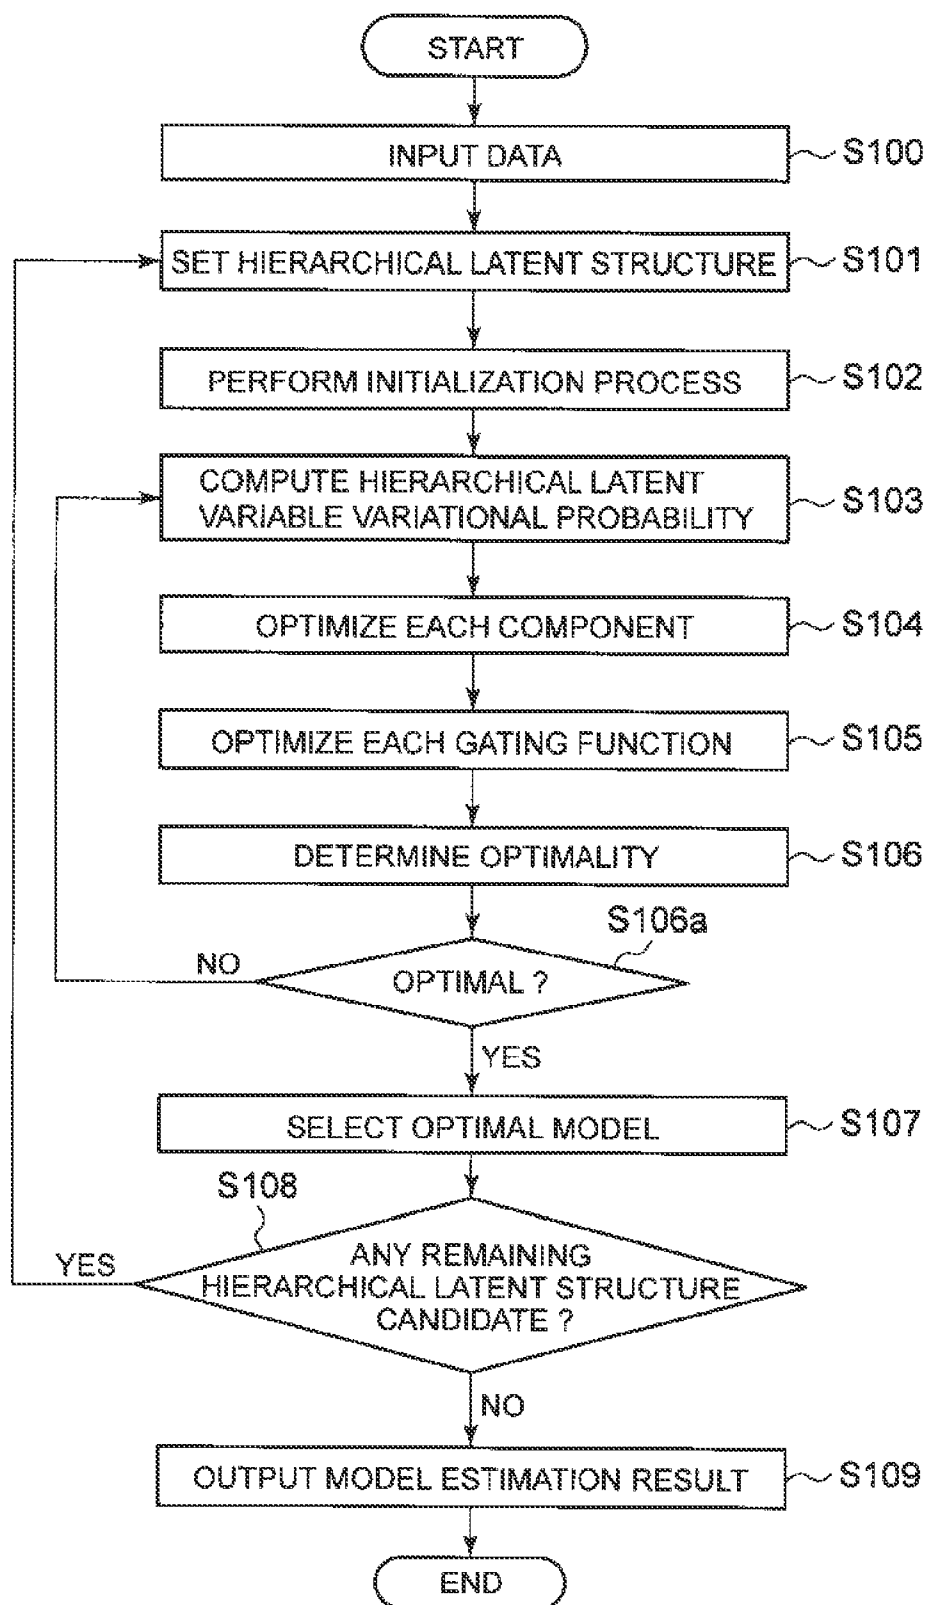 START
INPUT DATA
S100
SET HIERARCHICAL LATENT STRUCTURE
S101
PERFORM INITIALIZATION PROCESS
S102
COMPUTE HIERARCHICAL LATENT
VARIABLE VARIATIONAL PROBABILITY
S103
OPTIMIZE EACH COMPONENT
S104
OPTIMIZE EACH GATING FUNCTION
S105
DETERMINE OPTIMALITY
S106
S106a
NO
OPTIMAL ?
YES
SELECT OPTIMAL MODEL
S107
S108
YES
ANY REMAINING
HIERARCHICAL LATENT STRUCTURE
CANDIDATE ?
NO
OUTPUT MODEL ESTIMATION RESULT
S109
END